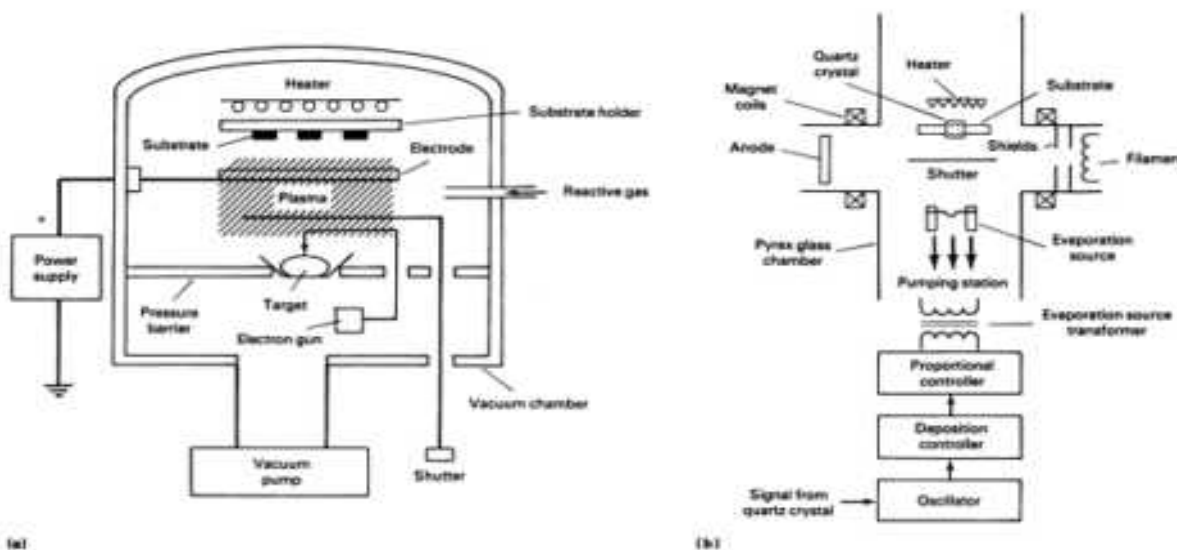 Heater
Substrate holder
Substrate
Electrode
Plasma
Reactive gas
+
Power
supply
Target
Pressure
barrier
Electron gun
Vacuum chamber
Vacuum
pump
Shutter
(a)
(b)
Quartz
crystal
Heater
Magnet
coils
Substrate
Anode
Shields
Filamen
Shutter
Pyrex glass
chamber
Evaporation
source
Pumping station
Evaporation source
transformer
Proportional
controller
Deposition
controller
Signal from
quartz crystal
Oscillator